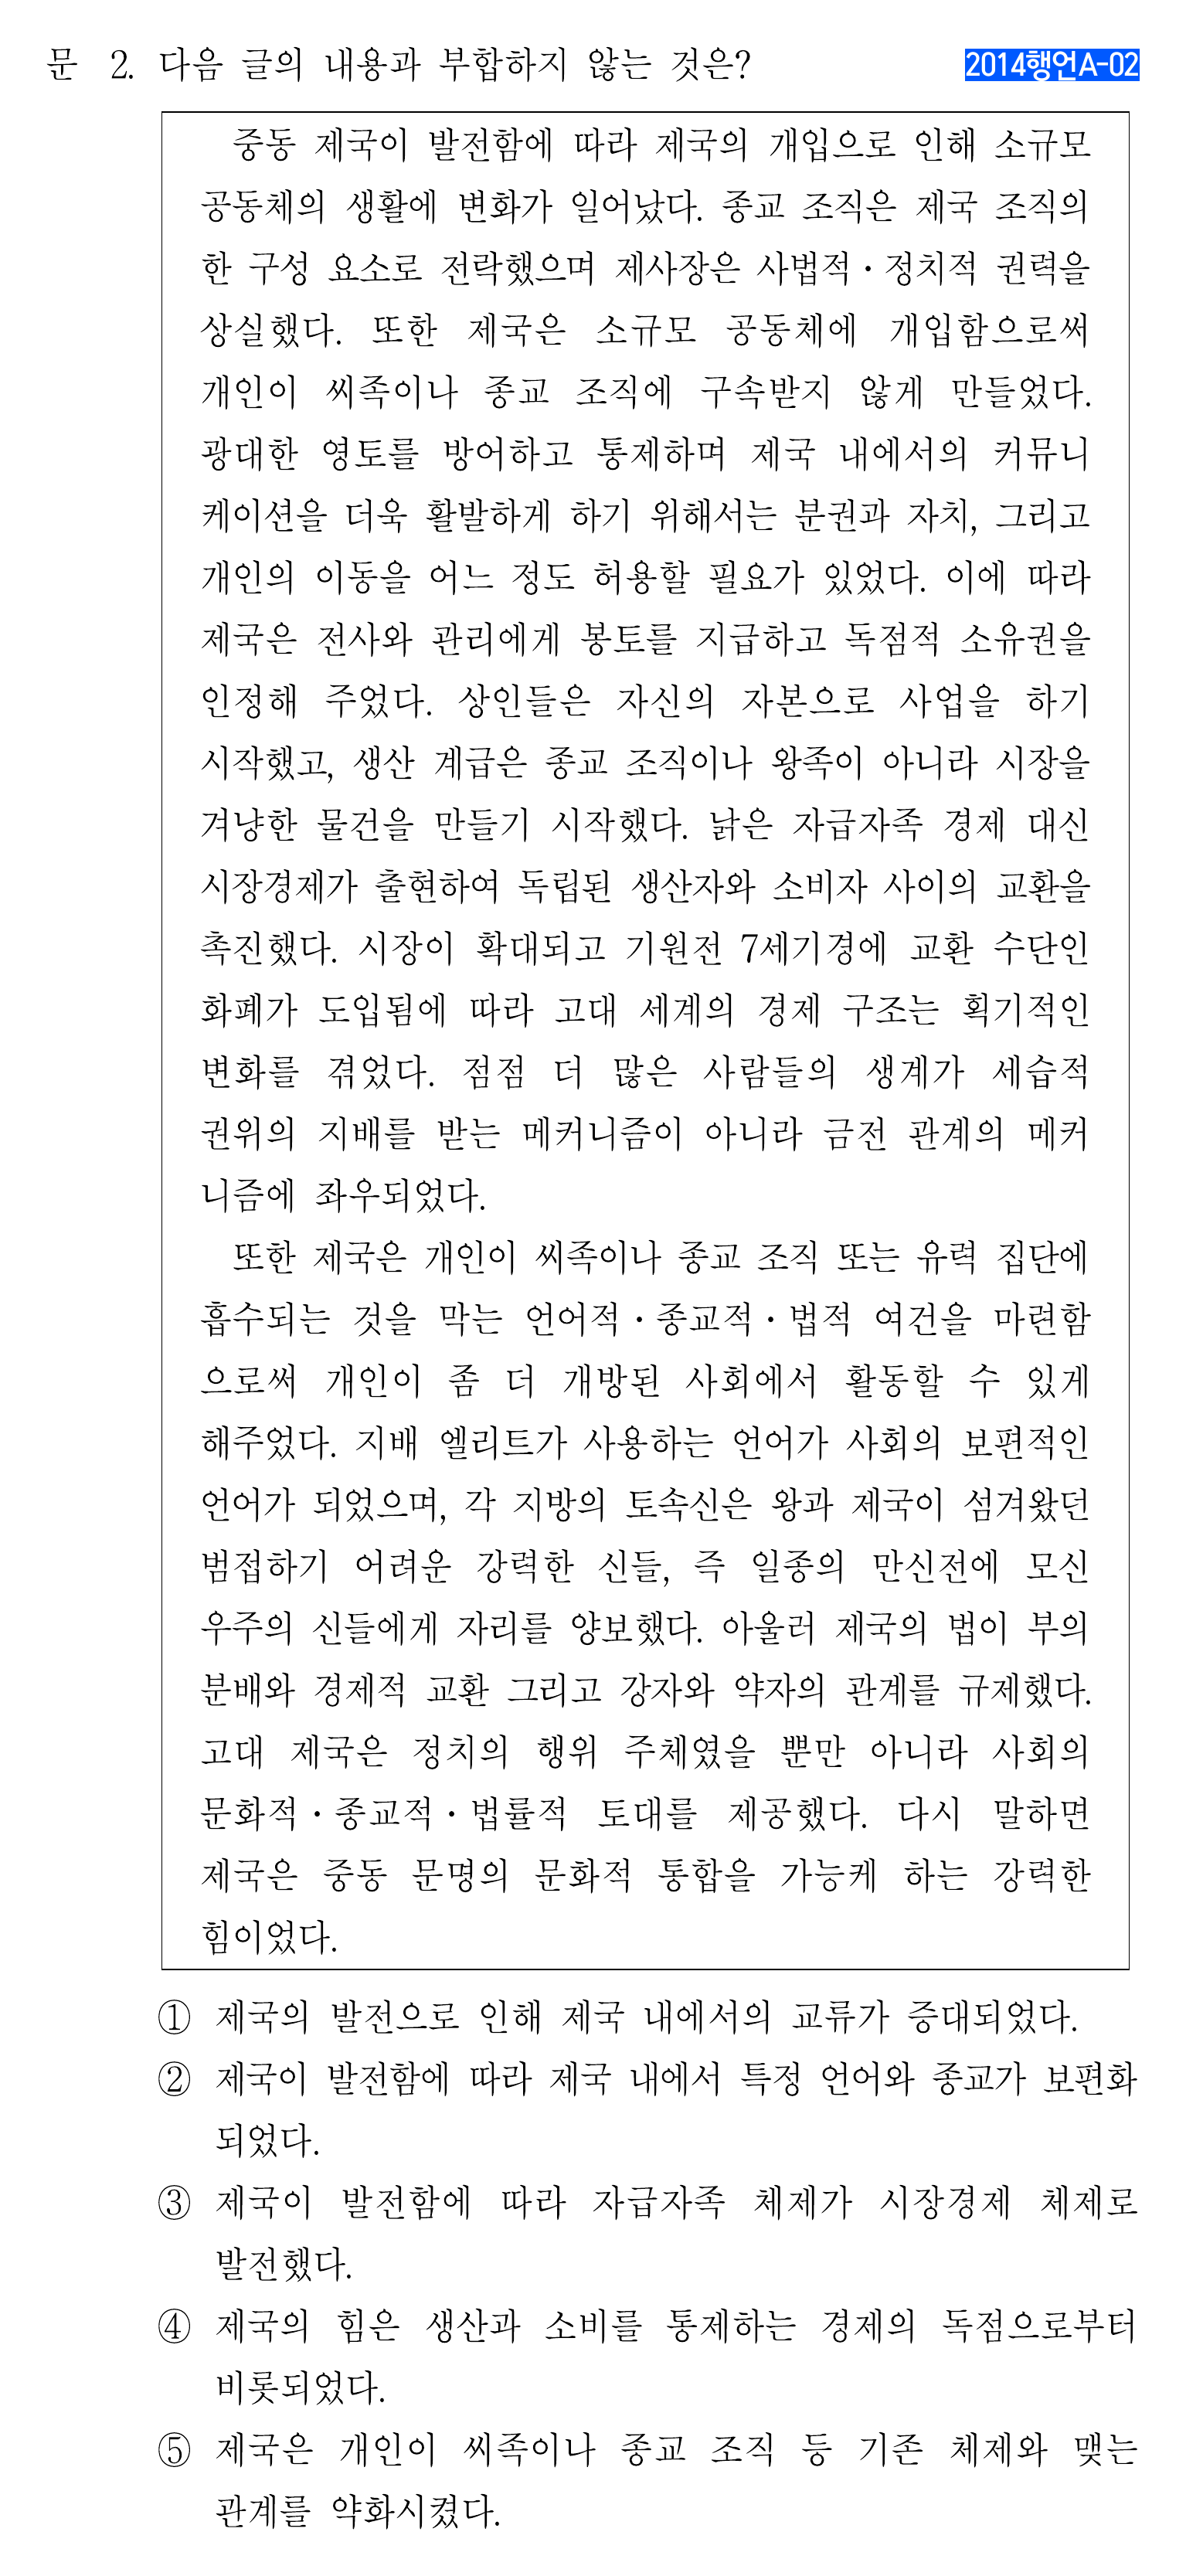 문 2. 다음 글의 내용과 부합하지 않는 것은?
2014행언A-02
중동 제국이 발전함에 따라 제국의 개입으로 인해 소규모
공동체의 생활에 변화가 일어났다. 종교 조직은 제국 조직의
한 구성 요소로 전락했으며 제사장은 사법적·정치적 권력을
상실했다. 또한 제국은 소규모 공동체에 개입함으로써
개인이 씨족이나 종교 조직에 구속받지 않게 만들었다.
광대한 영토를 방어하고 통제하며 제국 내에서의 커뮤니
케이션을 더욱 활발하게 하기 위해서는 분권과 자치, 그리고
개인의 이동을 어느 정도 허용할 필요가 있었다. 이에 따라
제국은 전사와 관리에게 봉토를 지급하고 독점적 소유권을
인정해 주었다. 상인들은 자신의 자본으로 사업을 하기
시작했고, 생산 계급은 종교 조직이나 왕족이 아니라 시장을
겨냥한 물건을 만들기 시작했다. 낡은 자급자족 경제 대신
시장경제가 출현하여 독립된 생산자와 소비자 사이의 교환을
촉진했다. 시장이 확대되고 기원전 7세기경에 교환 수단인
화폐가 도입됨에 따라 고대 세계의 경제 구조는 획기적인
변화를 겪었다. 점점 더 많은 사람들의 생계가 세습적
권위의 지배를 받는 메커니즘이 아니라 금전 관계의 메커
니즘에 좌우되었다.
또한 제국은 개인이 씨족이나 종교 조직 또는 유력 집단에
흡수되는 것을 막는 언어적·종교적·법적 여건을 마련함
으로써 개인이 좀 더 개방된 사회에서 활동할 수 있게
해주었다. 지배 엘리트가 사용하는 언어가 사회의 보편적인
언어가 되었으며, 각 지방의 토속신은 왕과 제국이 섬겨왔던
범접하기 어려운 강력한 신들, 즉 일종의 만신전에 모신
우주의 신들에게 자리를 양보했다. 아울러 제국의 법이 부의
분배와 경제적 교환 그리고 강자와 약자의 관계를 규제했다.
고대 제국은 정치의 행위 주체였을 뿐만 아니라 사회의
문화적·종교적·법률적 토대를 제공했다. 다시 말하면
제국은 중동 문명의 문화적 통합을 가능케 하는 강력한
힘이었다.
① 제국의 발전으로 인해 제국 내에서의 교류가 증대되었다.
② 제국이 발전함에 따라 제국 내에서 특정 언어와 종교가 보편화
되었다.
③ 제국이 발전함에 따라 자급자족 체제가 시장경제 체제로
발전했다.
④ 제국의 힘은 생산과 소비를 통제하는 경제의 독점으로부터
비롯되었다.
⑤ 제국은 개인이 씨족이나 종교 조직 등 기존 체제와 맺는
관계를 약화시켰다.